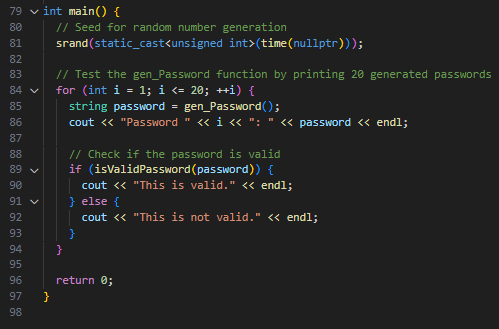 79 int main() {
80 // Seed for random number generation
81 srand(static_cast<unsigned int>(time(nullptr)));
82
83 // Test the gen_Password function by printing 20 generated passwords
84 for (int i = 1; i <= 20; ++i) {
85 string password = gen_Password();
86 cout << "Password " << i << ": " << password << endl;
87
88 // Check if the password is valid
89 if (isValidPassword(password)) {
90 cout << "This is valid." << endl;
91 } else {
92 cout << "This is not valid." << endl;
93 }
94 }
95
96 return 0;
97 }
98